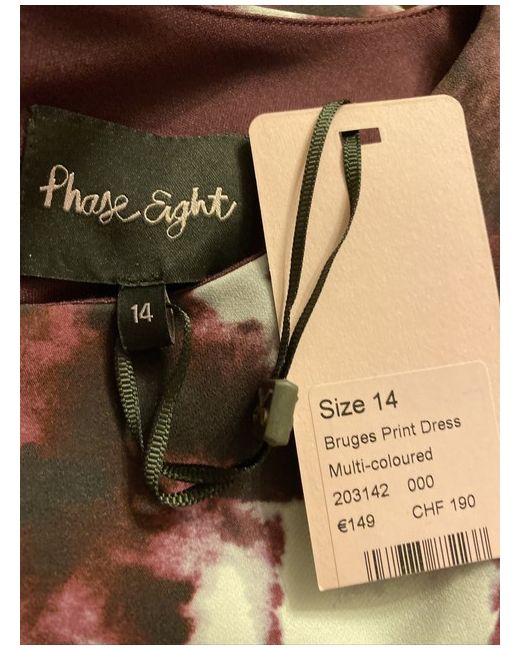 Phase Eight
14
Size 14
Bruges Print Dress
Multi-coloured
203142 000
€149 CHF 190